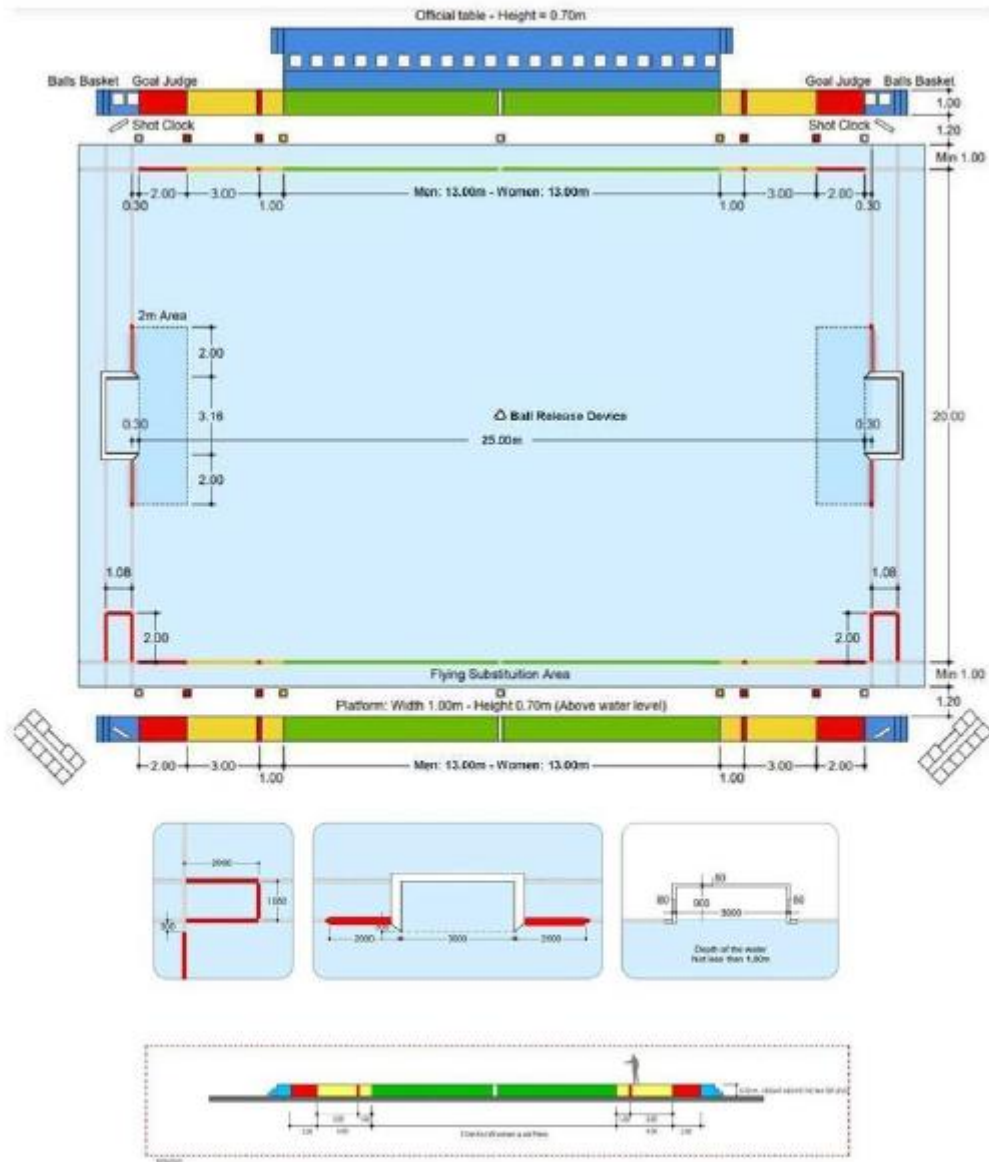 Official table - Height = 0.70m
Balls Basket Goal Judge
Goal Judge Balls Basket
1.00
Shot Clock
Shot Clock
1.20
Min 1.00
2.00 3.00 Men: 13.00m - Women: 13.00m 3.00 2.00
0.30 1.00 1.00 0.30
2m Area
2.00
3.16
Ball Release Device
0.30 0.30 20.00
25.00m
2.00
1.08 1.08
2.00 2.00
Flying Substituition Area
Min 1.00
Platform: Width 1.00m - Height 0.70m (Above water level)
1.20
2.00 3.00 Men: 13.00m - Women: 13.00m 3.00 2.00
1.00 1.00
300
2000 3000 2000
80
80 900 80
3000
Depth of the water
Not less than